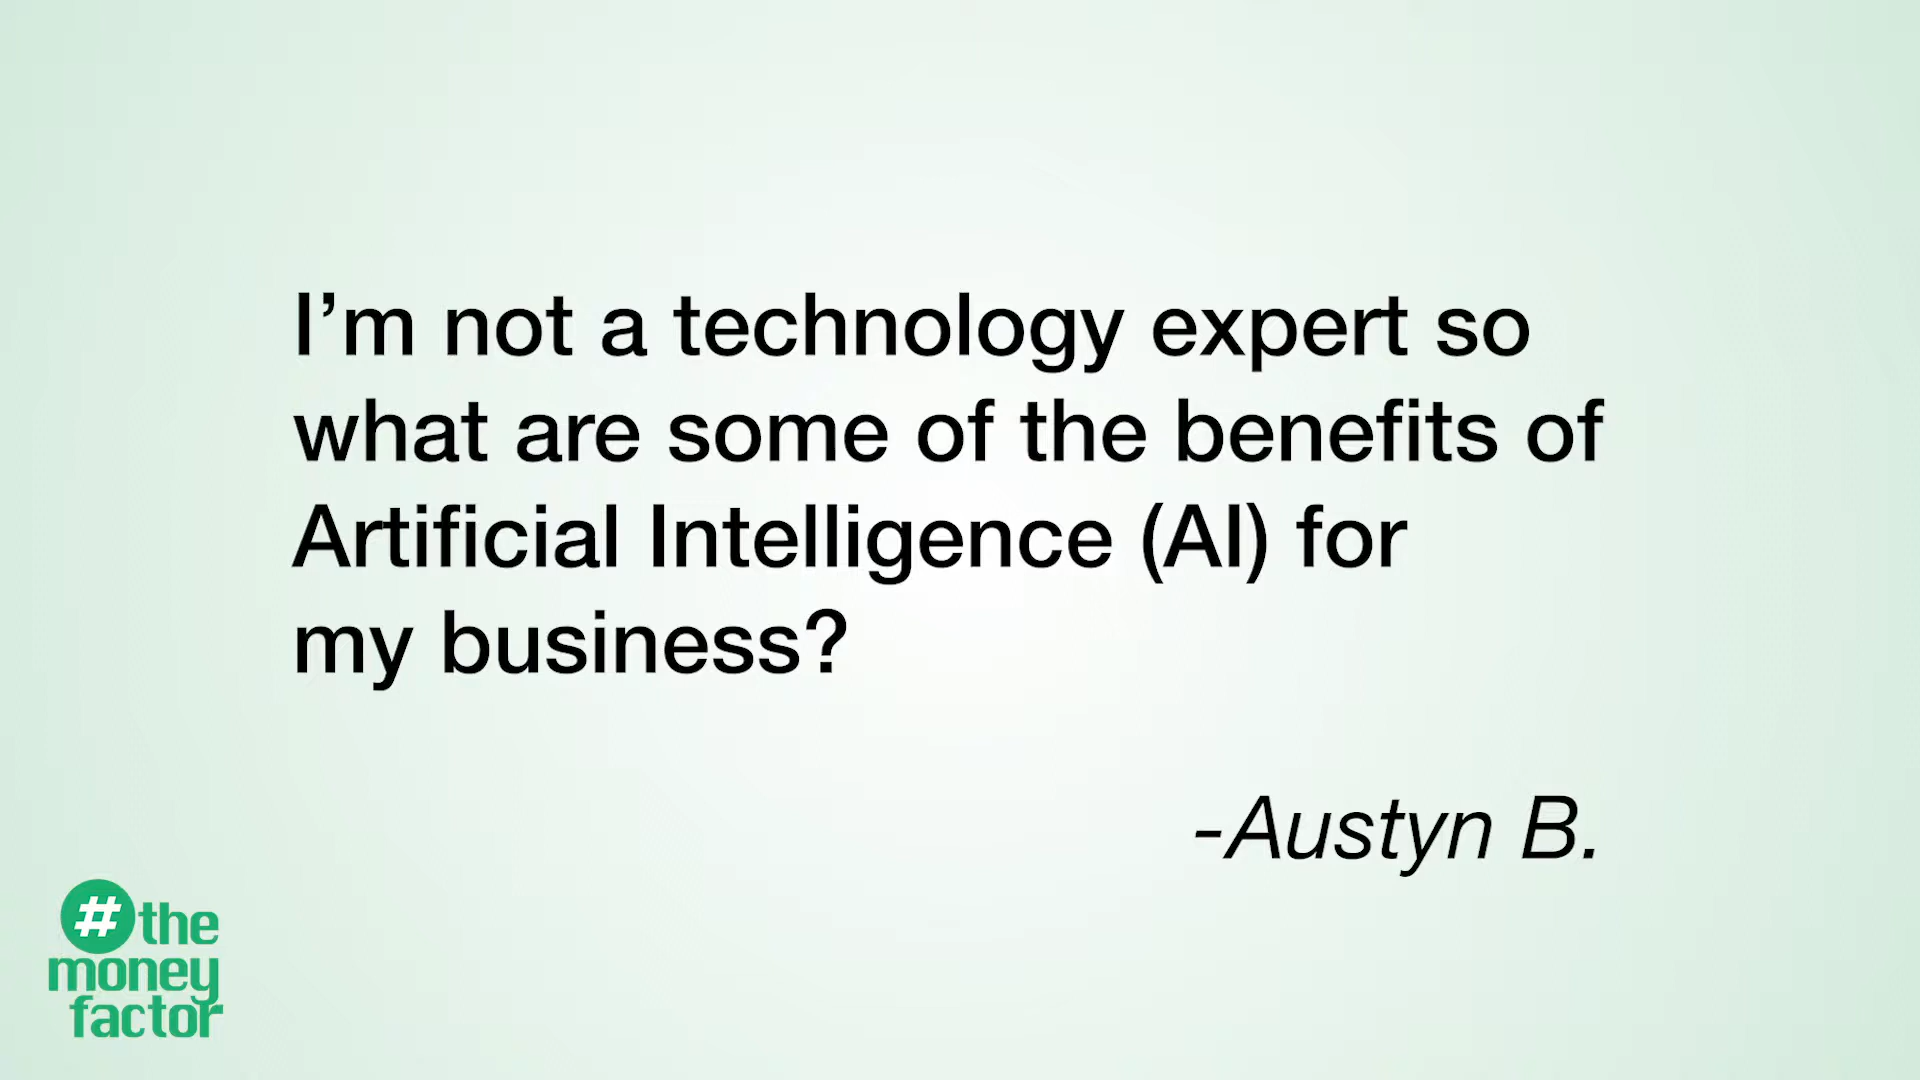 I’m not a technology expert so
what are some of the benefits of
Artificial Intelligence (AI) for
my business?
-Austyn B.
#the
money
factor